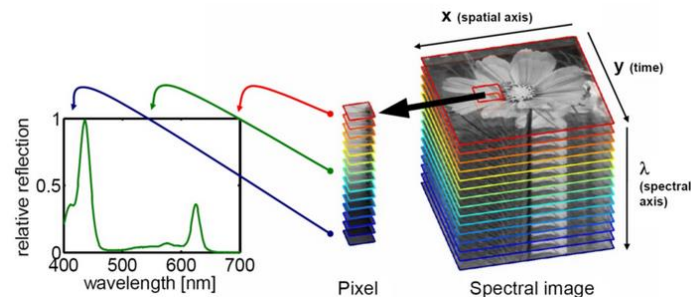 x (spatial axis)
y (time)
λ
(spectral
axis)
relative reflection
1
0.5
0
400
500
600
700
wavelength [nm]
Pixel
Spectral image